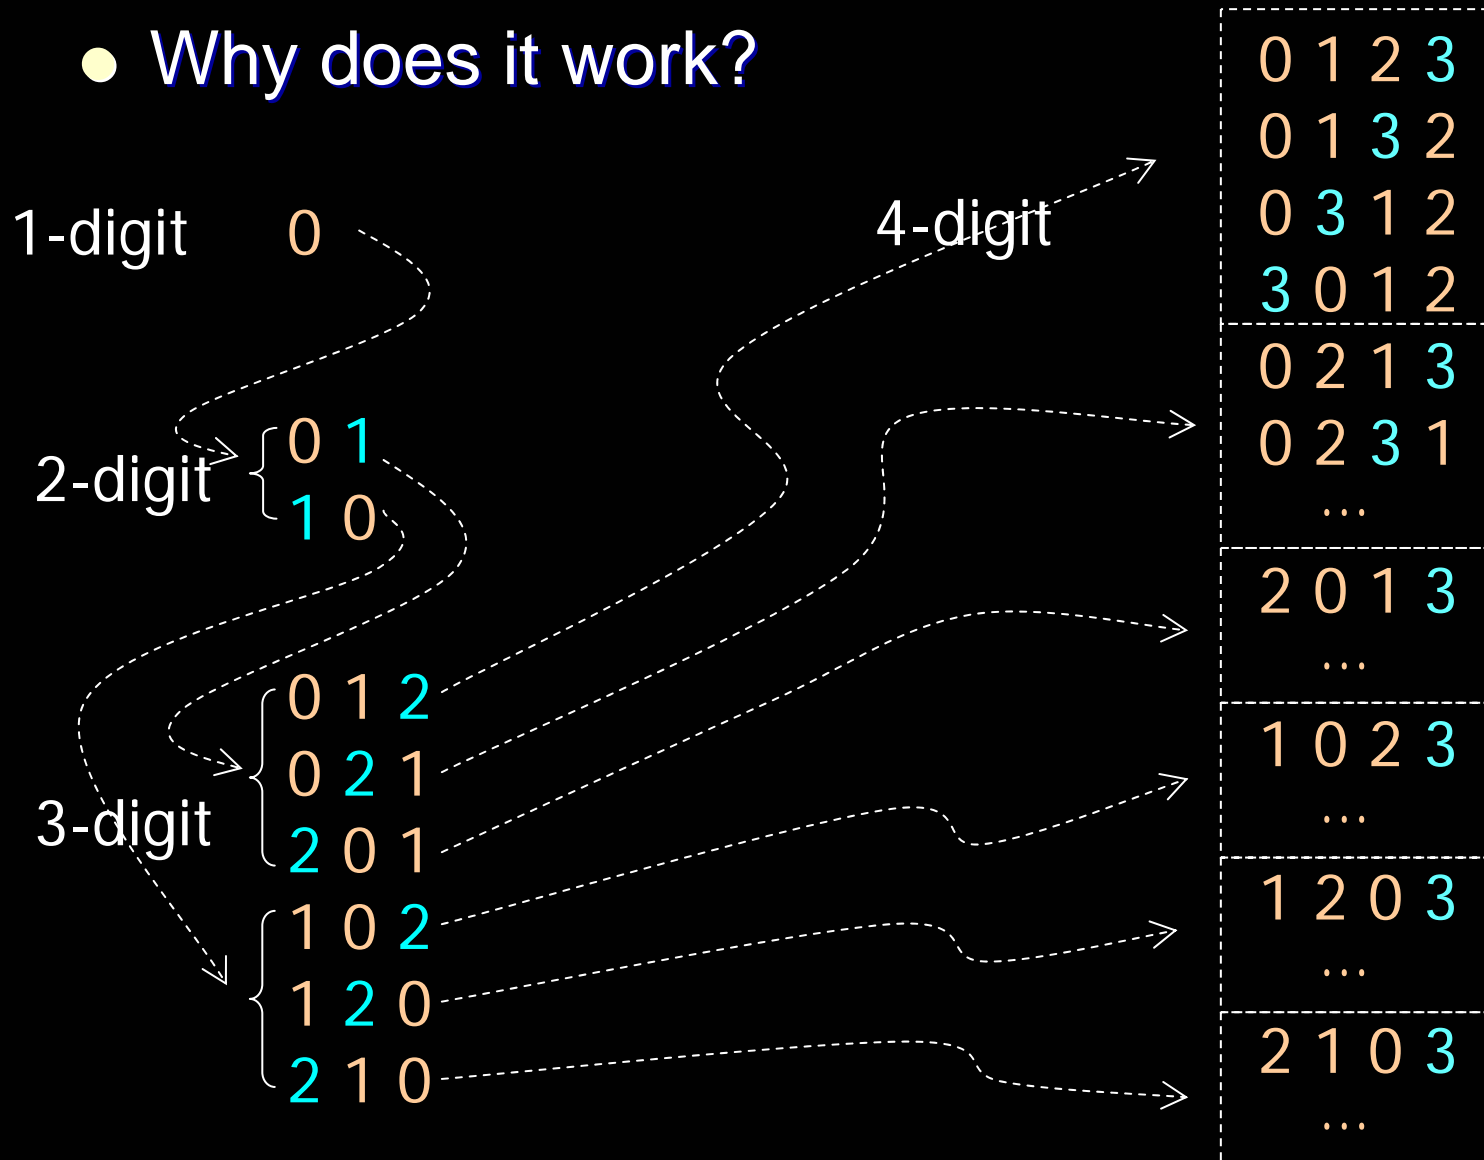 ● Why does it work?
1-digit 0
2-digit
0 1
1 0
3-digit
0 1 2
0 2 1
2 0 1
1 0 2
1 2 0
2 1 0
4-digit
0 1 2 3
0 1 3 2
0 3 1 2
3 0 1 2
0 2 1 3
0 2 3 1
...
2 0 1 3
...
1 0 2 3
...
1 2 0 3
...
2 1 0 3
...